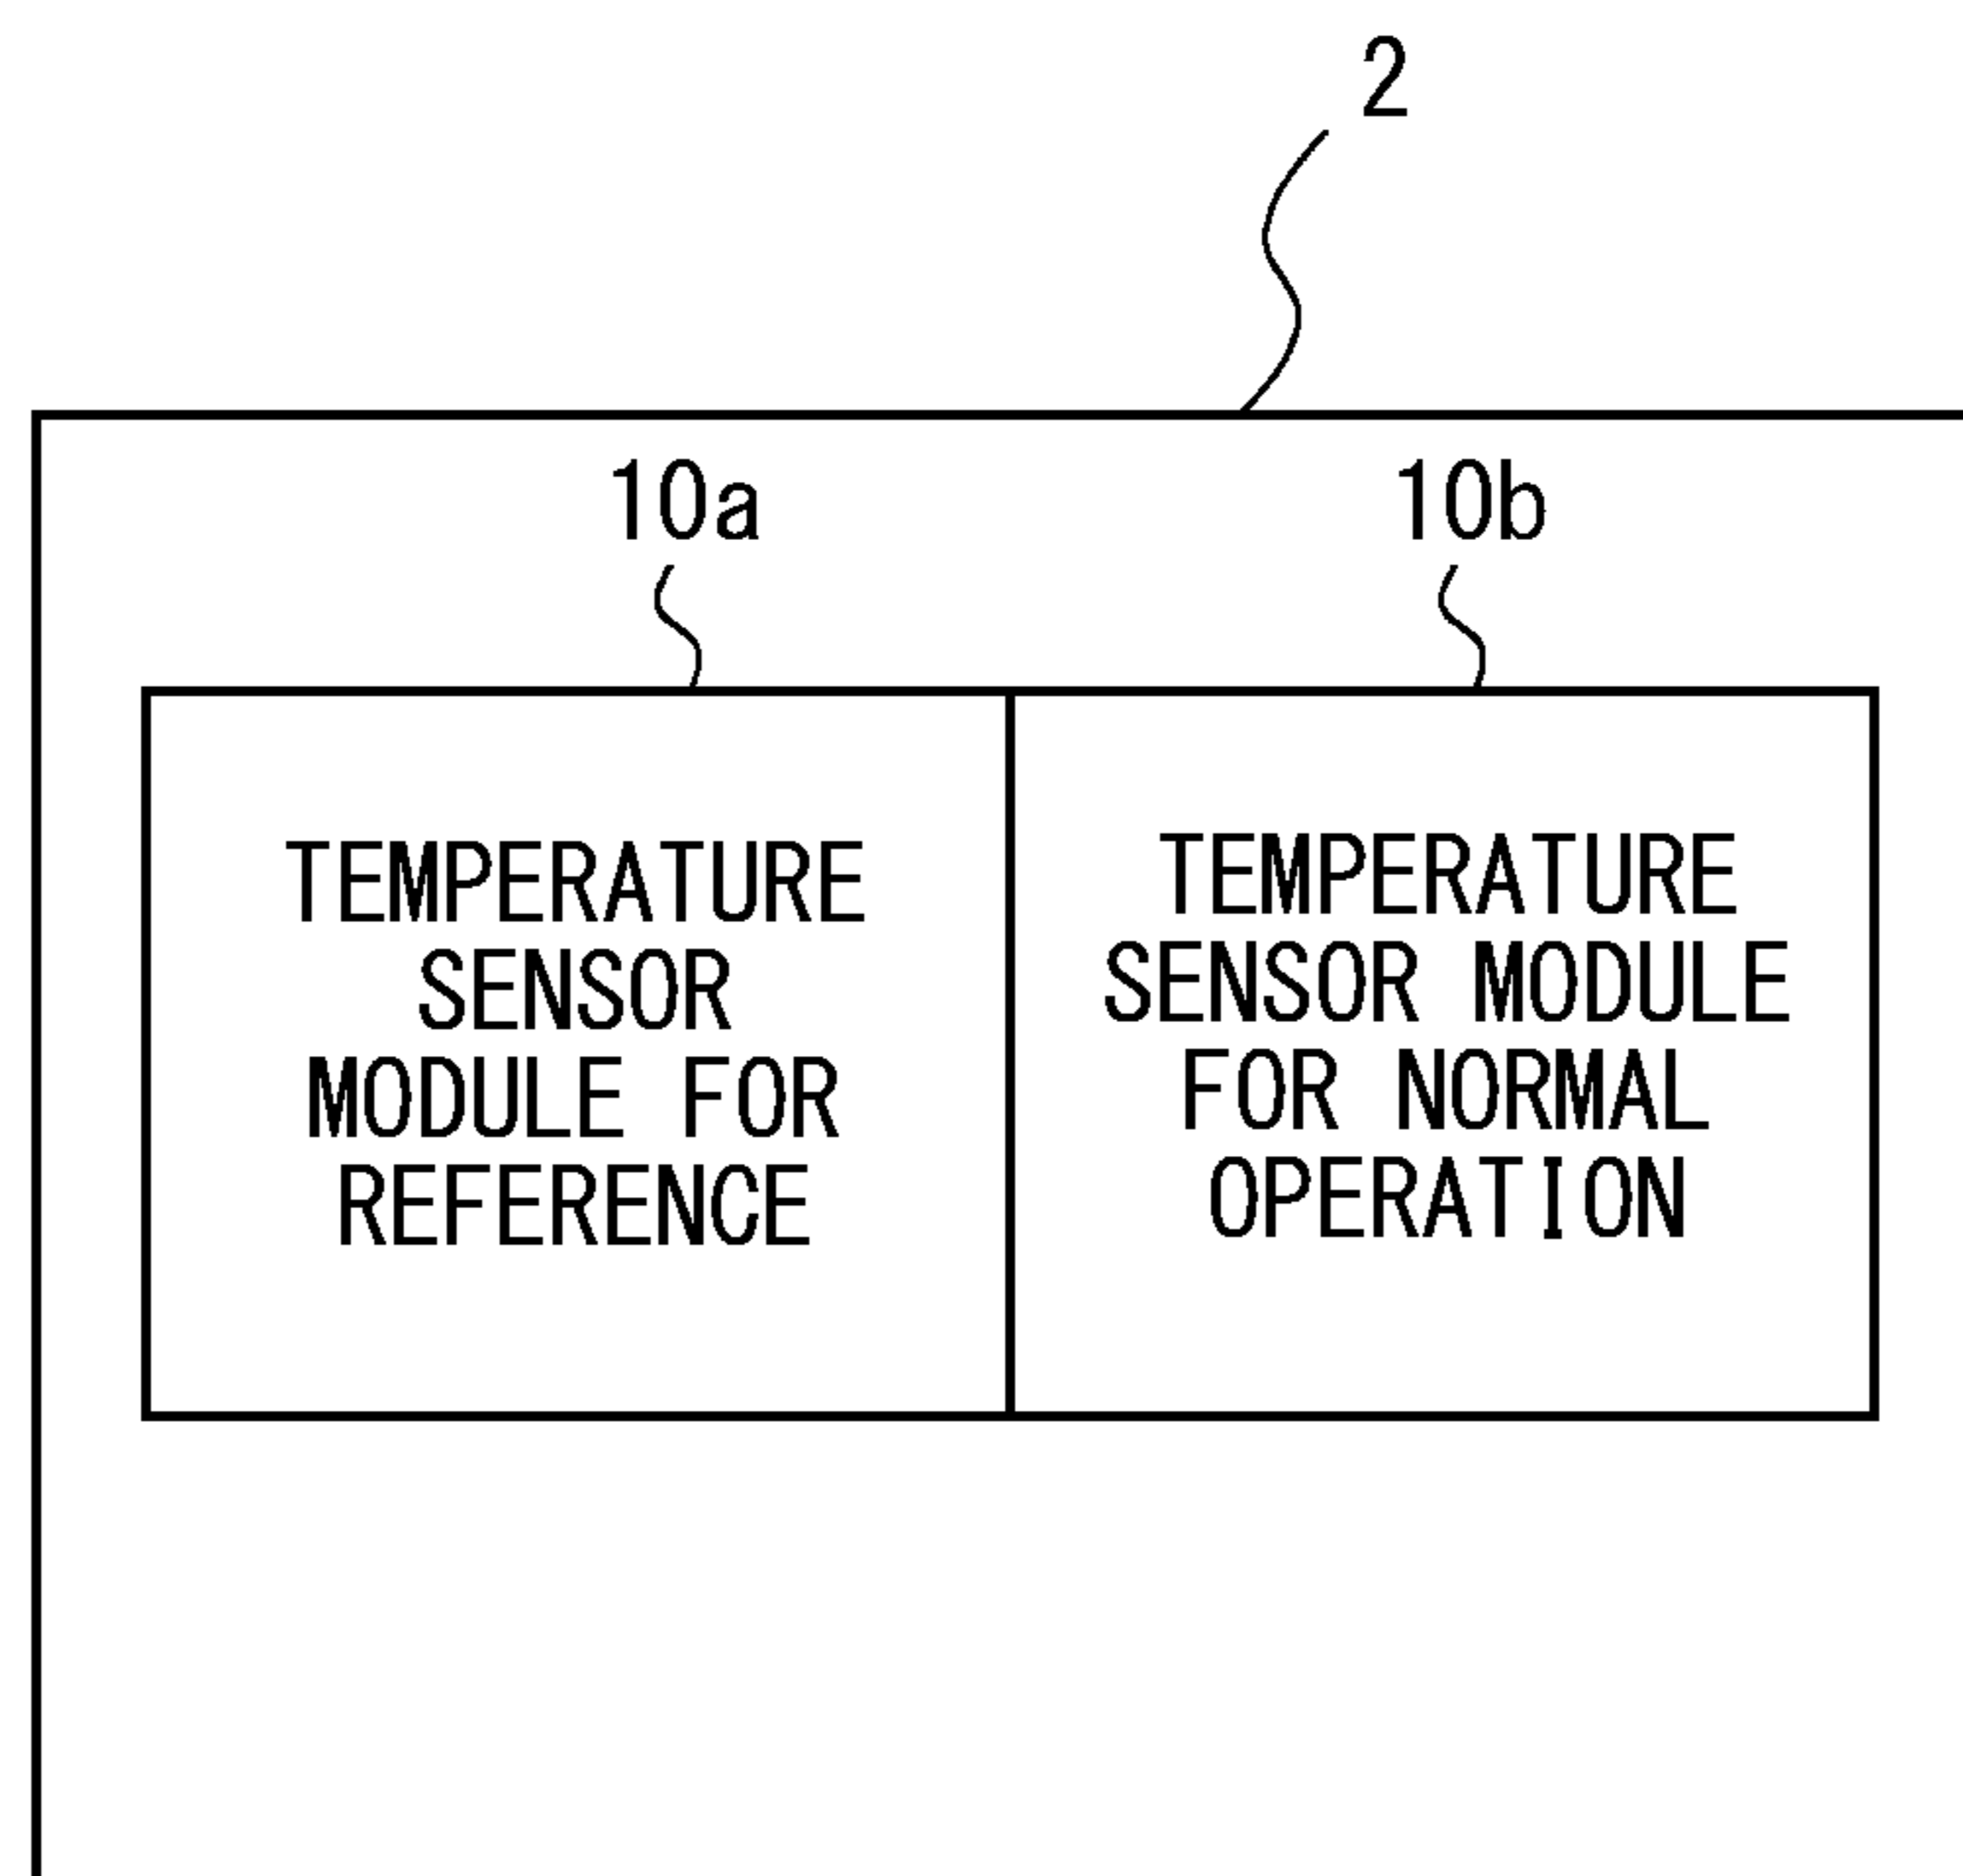 2
10a
10b
TEMPERATURE
SENSOR
MODULE FOR
REFERENCE
TEMPERATURE
SENSOR MODULE
FOR NORMAL
OPERATION